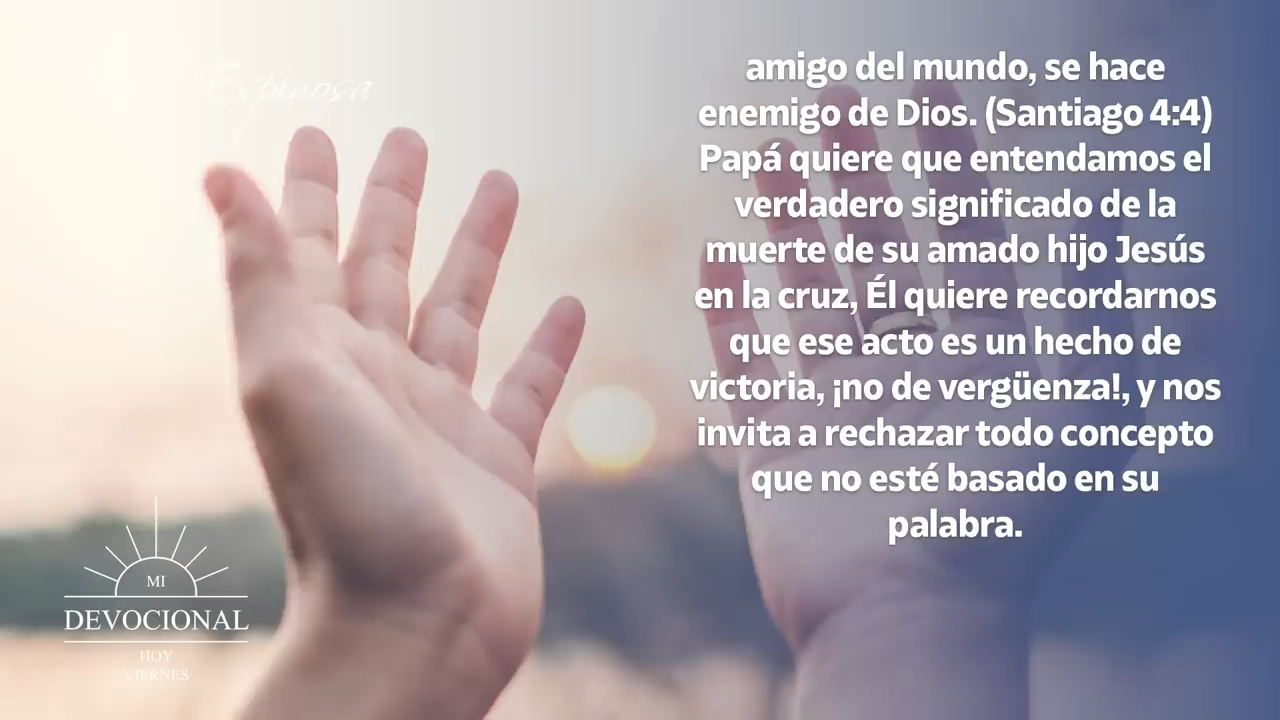 Espinosa
amigo del mundo, se hace
enemigo de Dios. (Santiago 4:4)
Papá quiere que entendamos el
verdadero significado de la
muerte de su amado hijo Jesús
en la cruz, Él quiere recordarnos
que ese acto es un hecho de
victoria, ¡no de vergüenza!, y nos
invita a rechazar todo concepto
que no esté basado en su
palabra.
MI
DEVOCIONAL
HOY
VIERNES